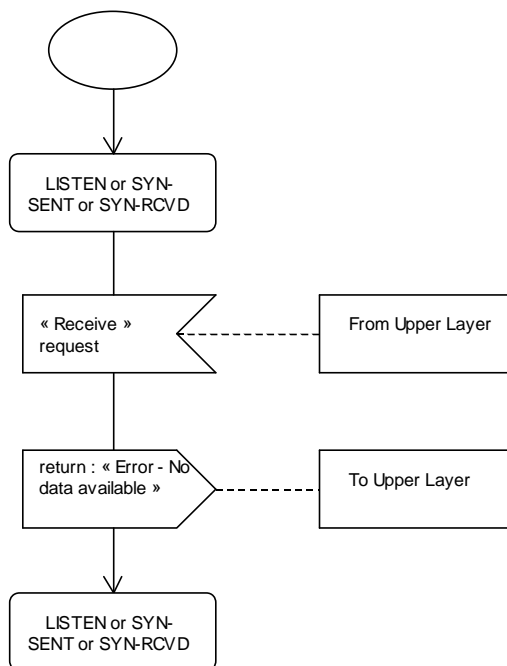 LISTEN or SYN-
SENT or SYN-RCVD
« Receive »
request
From Upper Layer
return : « Error - No
data available »
To Upper Layer
LISTEN or SYN-
SENT or SYN-RCVD